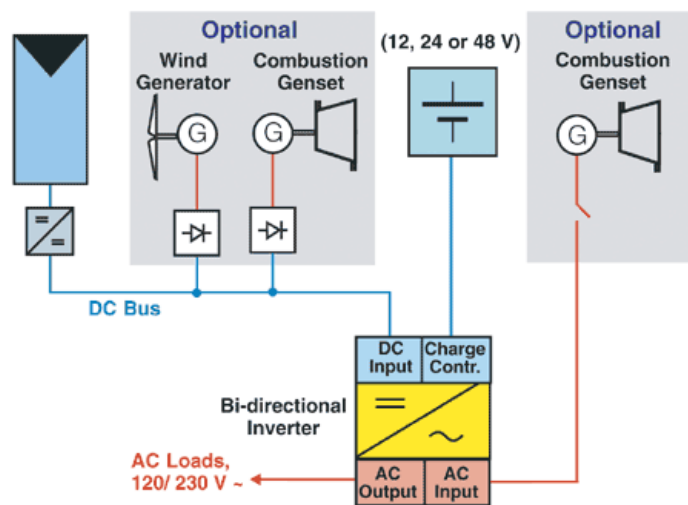 Optional
Wind
Generator
Combustion
Genset
G
G
(12, 24 or 48 V)
Optional
Combustion
Genset
G
DC Bus
DC
Input
Charge
Contr.
Bi-directional
Inverter
AC Loads,
120/ 230 V ~
AC
Output
AC
Input